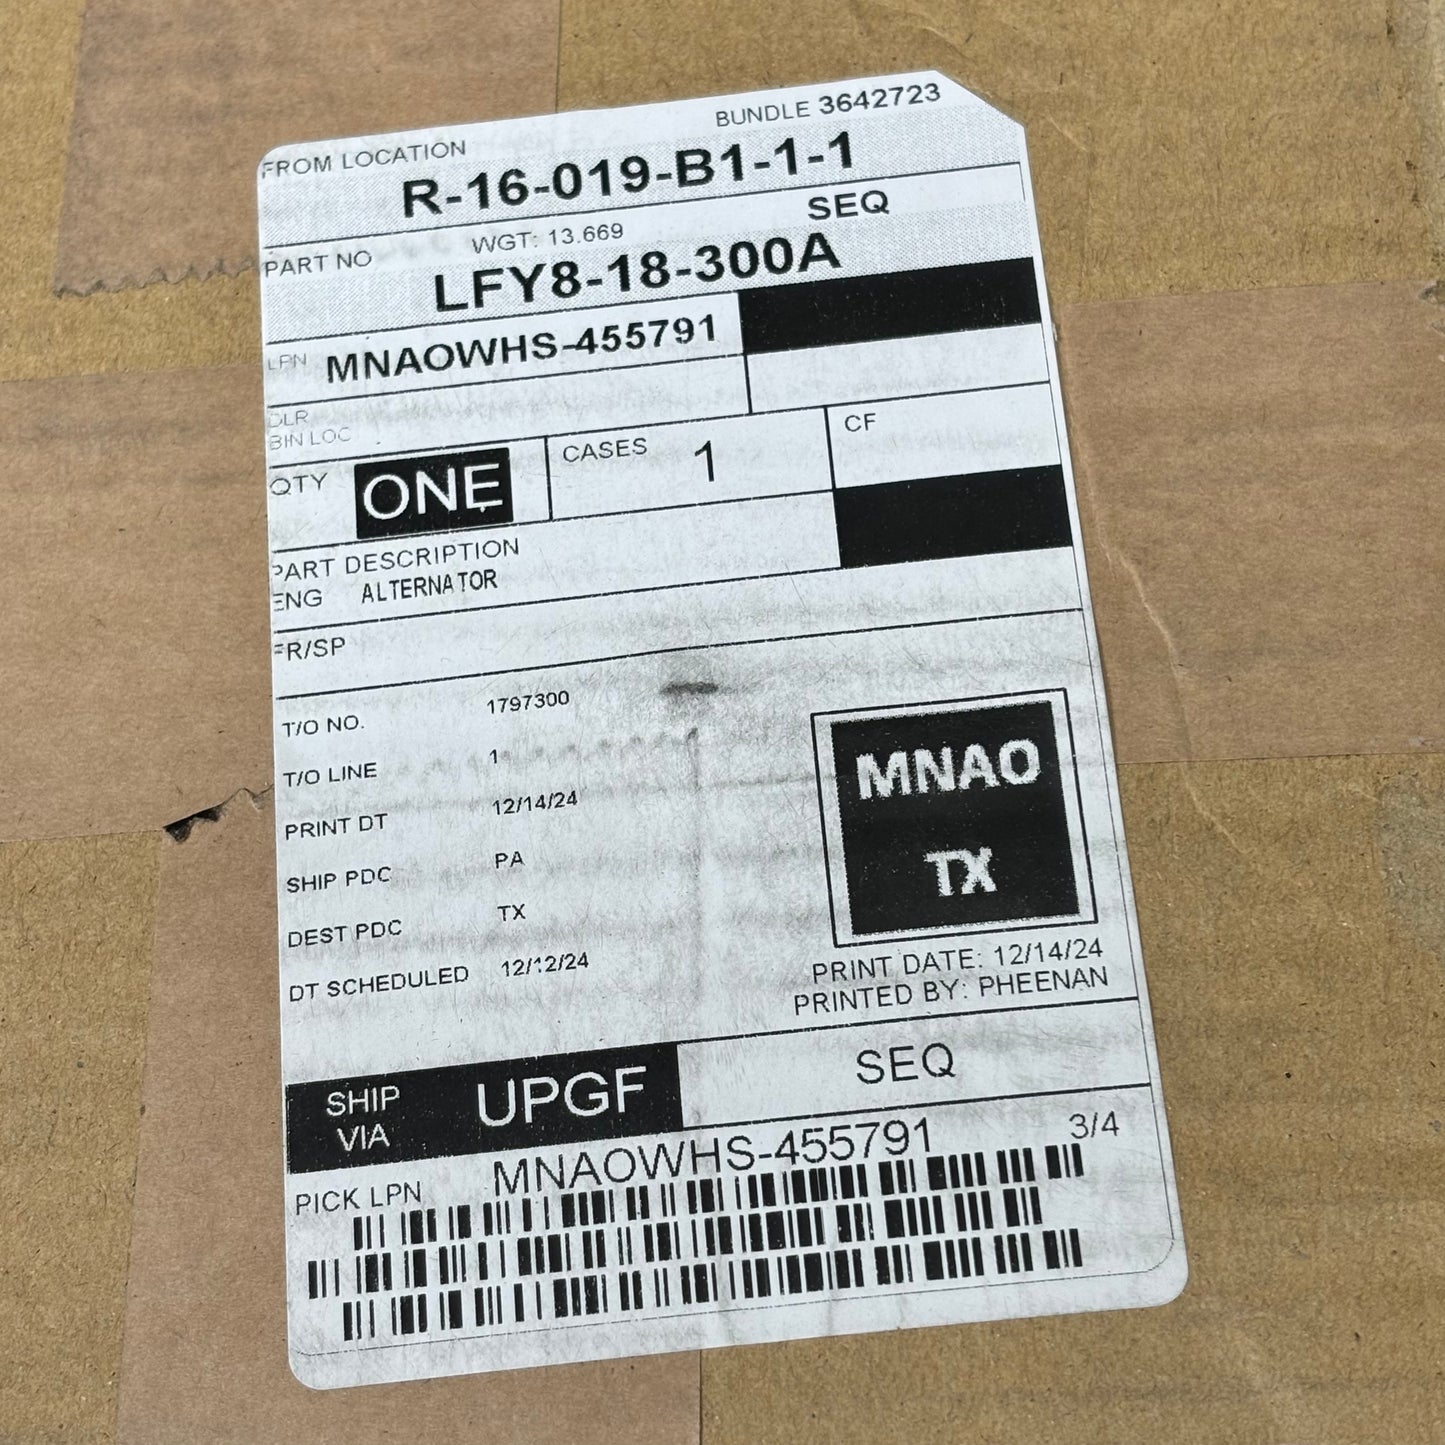 BUNDLE 3642723
FROM LOCATION
R-16-019-B1-1-1
SEQ
WGT: 13.669
PART NO
LFY8-18-300A
LPN MNAOWHS-455791
DLR
BIN LOC
QTY ONE CASES 1 CF
PART DESCRIPTION
ENG ALTERNATOR
FR/SP
T/O NO. 1797300
T/O LINE 1
PRINT DT 12/14/24
SHIP PDC PA
DEST PDC TX
DT SCHEDULED 12/12/24
MNAO
TX
PRINT DATE: 12/14/24
PRINTED BY: PHEENAN
SHIP VIA UPGF SEQ
MNAOWHS-455791 3/4
PICK LPN